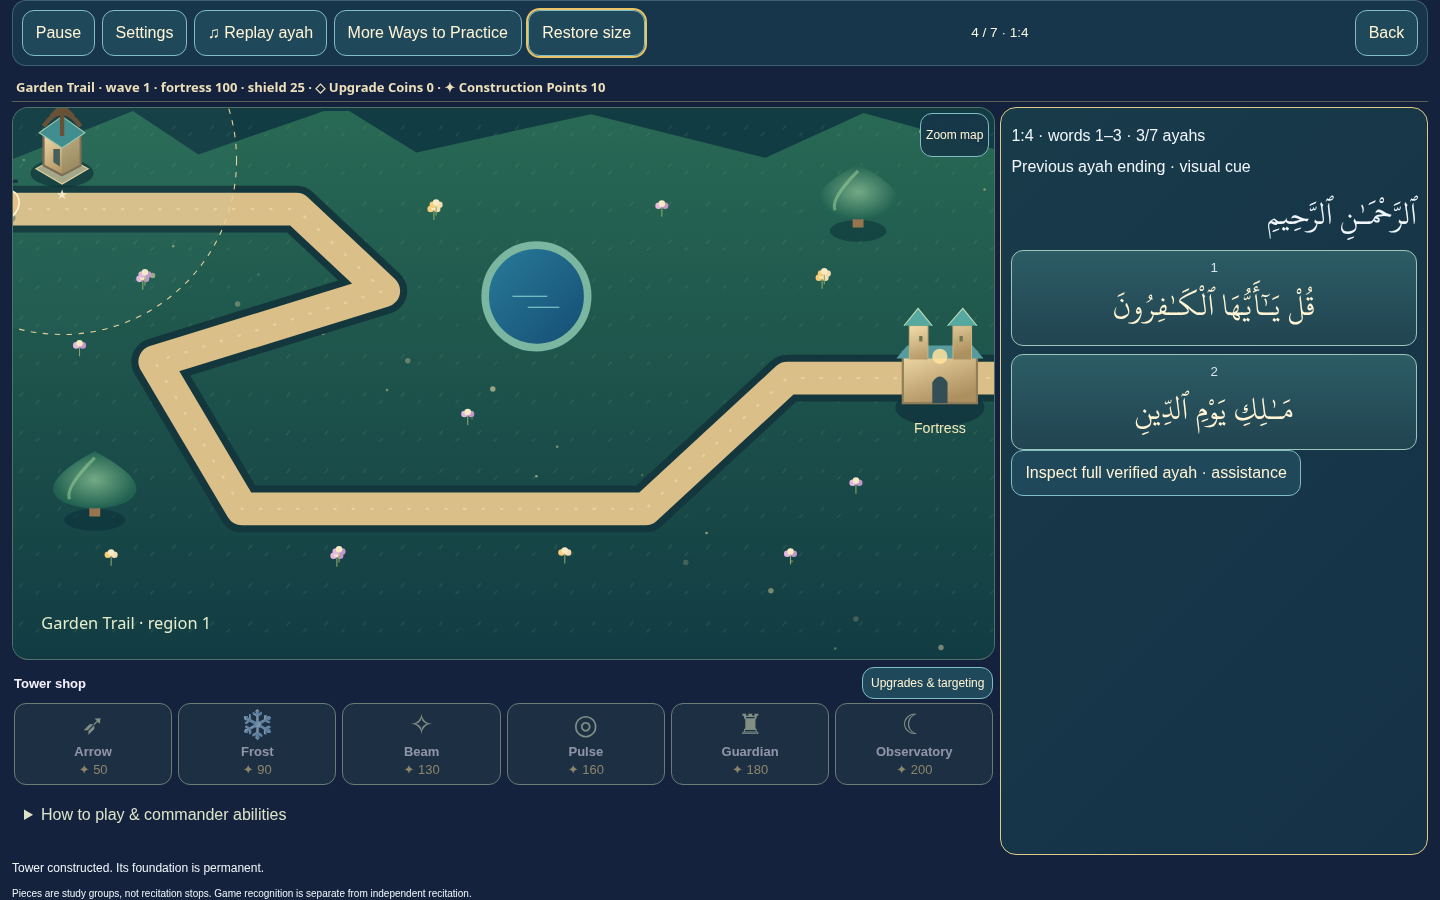 Pause
Settings
♫ Replay ayah
More Ways to Practice
Restore size
4 / 7 · 1:4
Back
Garden Trail · wave 1 · fortress 100 · shield 25 · ◇ Upgrade Coins 0 · ✦ Construction Points 10
Zoom map
Fortress
Garden Trail · region 1
1:4 · words 1–3 · 3/7 ayahs
Previous ayah ending · visual cue
ٱلرَّحْمَـٰنِ ٱلرَّحِيمِ
1
قُلْ يَـٰٓأَيُّهَا ٱلْكَـٰفِرُونَ
2
مَـٰلِكِ يَوْمِ ٱلدِّينِ
Inspect full verified ayah · assistance
Tower shop
Upgrades & targeting
Arrow
✦ 50
Frost
✦ 90
Beam
✦ 130
Pulse
✦ 160
Guardian
✦ 180
Observatory
✦ 200
▶ How to play & commander abilities
Tower constructed. Its foundation is permanent.
Pieces are study groups, not recitation stops. Game recognition is separate from independent recitation.